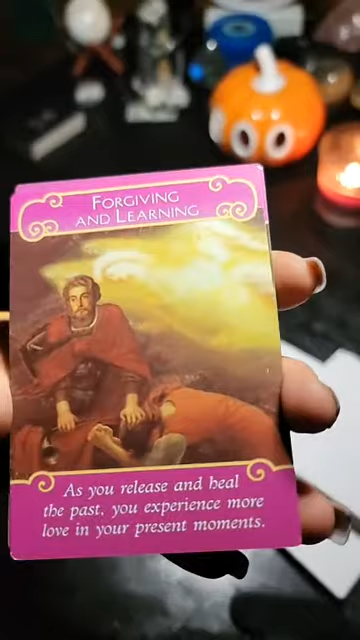 FORGIVING
AND LEARNING
As you release and heal
the past, you experience more
love in your present moments.